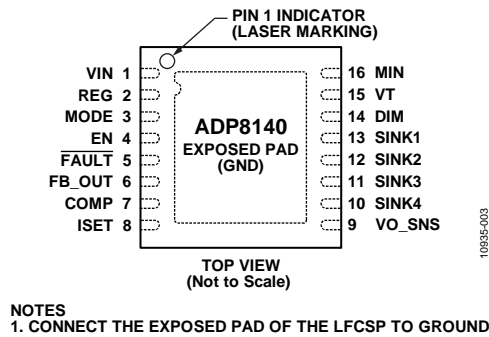 PIN 1 INDICATOR
(LASER MARKING)
VIN 1
REG 2
MODE 3
EN 4
FAULT 5
FB_OUT 6
COMP 7
ISET 8
ADP8140
EXPOSED PAD
(GND)
16 MIN
15 VT
14 DIM
13 SINK1
12 SINK2
11 SINK3
10 SINK4
9 VO_SNS
TOP VIEW
(Not to Scale)
10935-003
NOTES
1. CONNECT THE EXPOSED PAD OF THE LFCSP TO GROUND